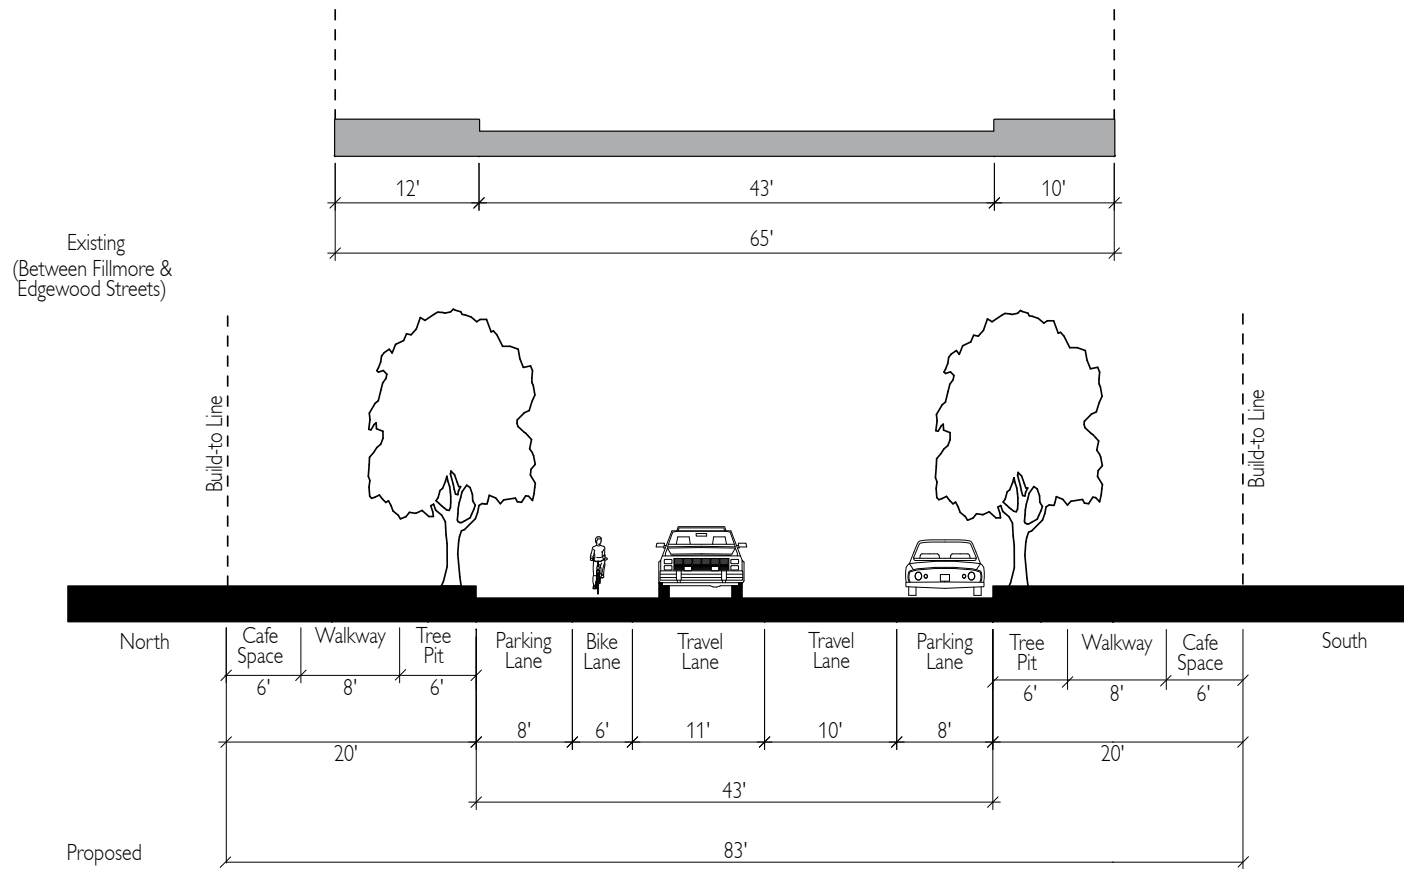 12' 43' 10'
65'
Existing
(Between Fillmore &
Edgewood Streets)
Build-to Line
Build-to Line
North
Cafe
Space
Walkway
Tree
Pit
Parking
Lane
Bike
Lane
Travel
Lane
Travel
Lane
Parking
Lane
Tree
Pit
Walkway
Cafe
Space
South
6' 8' 6'
6' 8' 6'
8' 6' 11' 10' 8'
20'
20'
43'
Proposed
83'